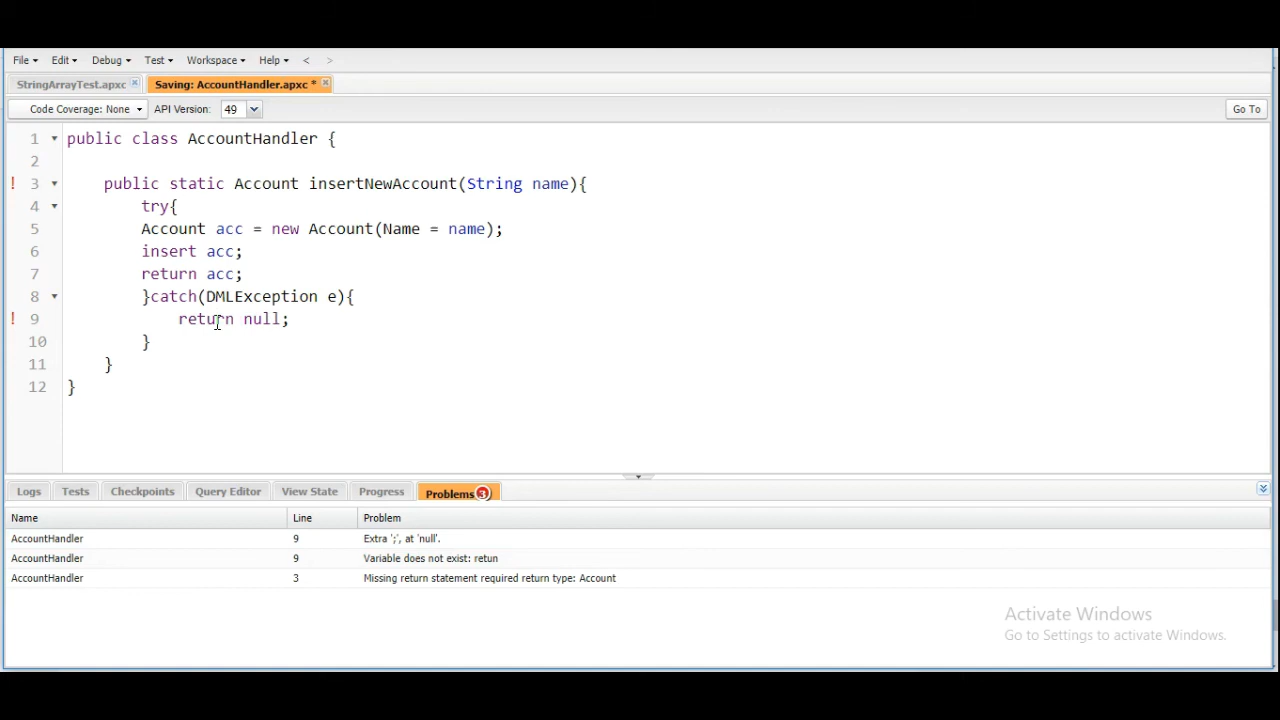 File Edit Debug Test Workspace Help < >
StringArrayTest.apxc Saving: AccountHandler.apxc *
Code Coverage: None API Version: 49 Go To
1 public class AccountHandler {
2
! 3 public static Account insertNewAccount(String name){
4 try{
5 Account acc = new Account(Name = name);
6 insert acc;
7 return acc;
8 }catch(DMLException e){
! 9 return null;
10 }
11 }
12 }
Logs Tests Checkpoints Query Editor View State Progress Problems 3
Name Line Problem
AccountHandler 9 Extra ';', at 'null'.
AccountHandler 9 Variable does not exist: retun
AccountHandler 3 Missing return statement required return type: Account
Activate Windows
Go to Settings to activate Windows.